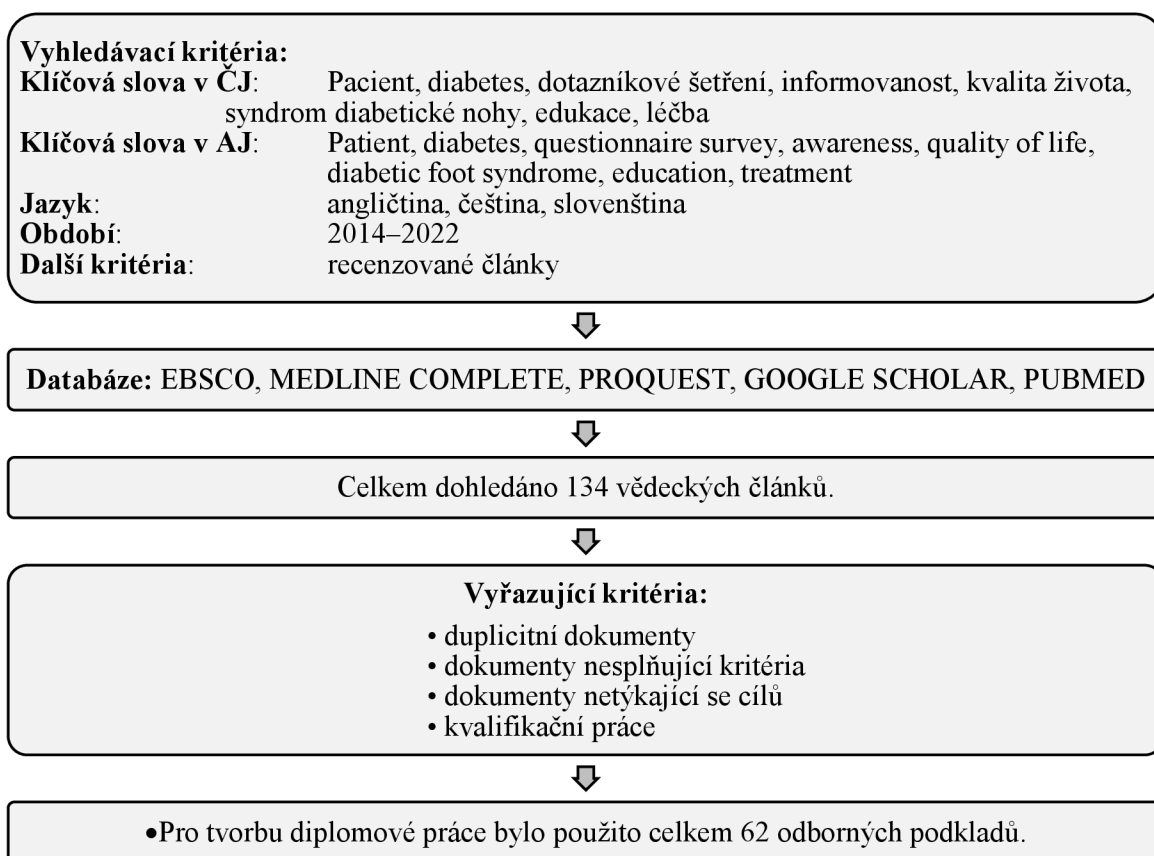 Vyhledávací kritéria:
Klíčová slova v ČJ: Pacient, diabetes, dotazníkové šetření, informovanost, kvalita života,
syndrom diabetické nohy, edukace, léčba
Klíčová slova v AJ: Patient, diabetes, questionnaire survey, awareness, quality of life,
diabetic foot syndrome, education, treatment
Jazyk: angličtina, čeština, slovenština
Období: 2014–2022
Další kritéria: recenzované články
Databáze: EBSCO, MEDLINE COMPLETE, PROQUEST, GOOGLE SCHOLAR, PUBMED
Celkem dohledáno 134 vědeckých článků.
Vyřazující kritéria:
• duplicitní dokumenty
• dokumenty nesplňující kritéria
• dokumenty netýkající se cílů
• kvalifikační práce
•Pro tvorbu diplomové práce bylo použito celkem 62 odborných podkladů.